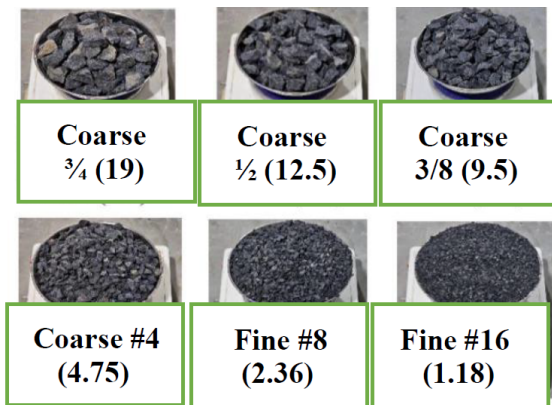 Coarse
¾ (19)
Coarse
½ (12.5)
Coarse
3/8 (9.5)
Coarse #4
(4.75)
Fine #8
(2.36)
Fine #16
(1.18)